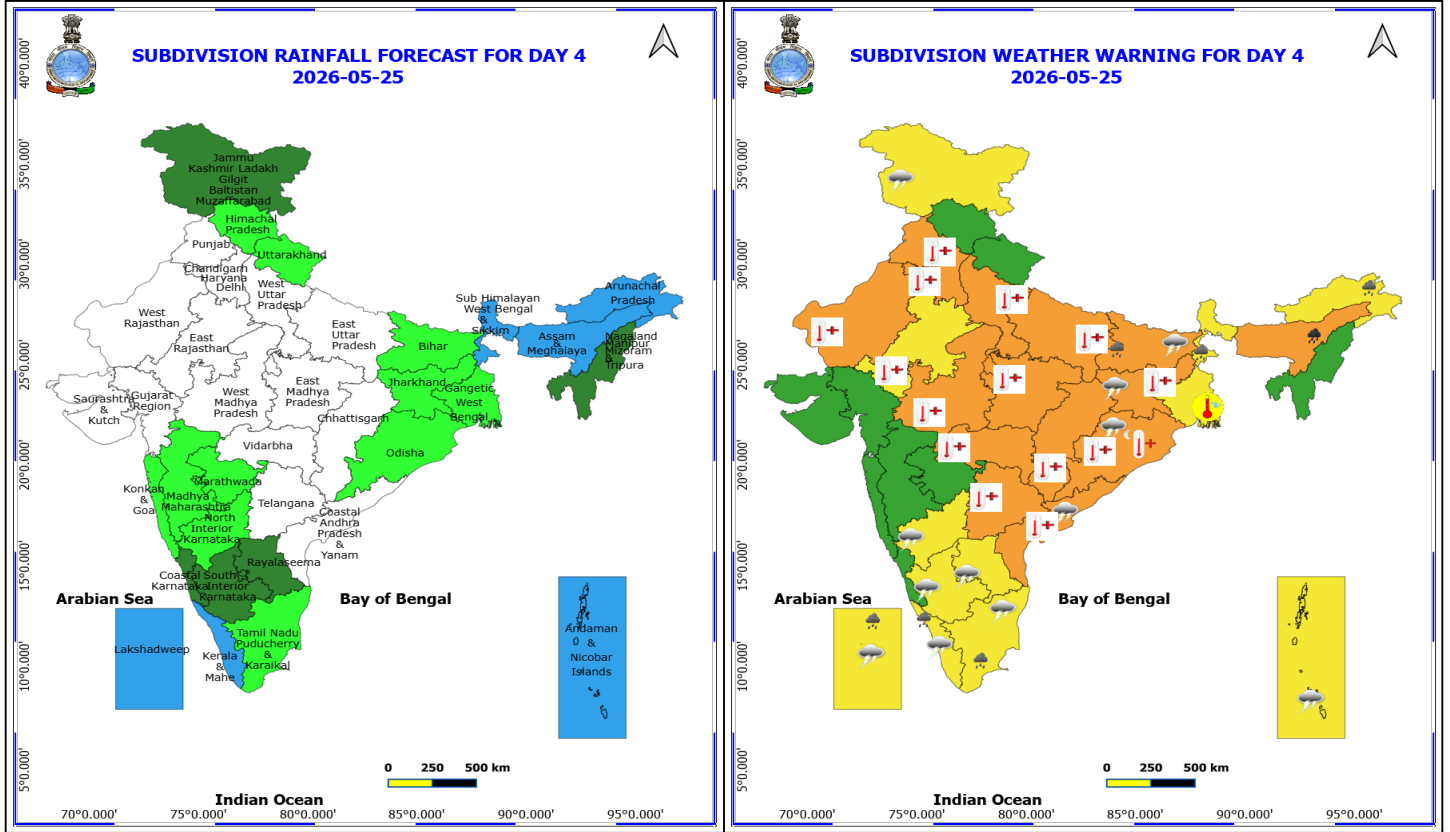 SUBDIVISION RAINFALL FORECAST FOR DAY 4
2026-05-25
40°0.000'
35°0.000'
30°0.000'
25°0.000'
20°0.000'
15°0.000'
10°0.000'
5°0.000'
Jammu
Kashmir Ladakh
Gilgit
Baltistan
Muzaffarabad
Himachal
Pradesh
Punjab
Uttarakhand
Chandigarh
Haryana
Delhi
West
Uttar
Pradesh
West
Rajasthan
East
Rajasthan
East
Uttar
Pradesh
Sub Himalayan
West Bengal
&
Sikkim
Arunachal
Pradesh
Assam
&
Meghalaya
Nagaland
Manipur
Mizoram
&
Tripura
Bihar
Jharkhand
Gangetic
West
Bengal
Saurashtra
&
Kutch
Gujarat
Region
West
Madhya
Pradesh
East
Madhya
Pradesh
Chhattisgarh
Vidarbha
Odisha
Konkan
&
Goa
Madhya
Maharashtra
Marathwada
North
Interior
Karnataka
Telangana
Coastal
Andhra
Pradesh
&
Yanam
Rayalaseema
Coastal
Karnataka
South
Interior
Karnataka
Arabian Sea
Bay of Bengal
Lakshadweep
Kerala
&
Mahe
Tamil Nadu
Puducherry
&
Karaikal
Andaman
&
Nicobar
Islands
0 250 500 km
Indian Ocean
70°0.000' 75°0.000' 80°0.000' 85°0.000' 90°0.000' 95°0.000'
SUBDIVISION WEATHER WARNING FOR DAY 4
2026-05-25
40°0.000'
35°0.000'
30°0.000'
25°0.000'
20°0.000'
15°0.000'
10°0.000'
5°0.000'
Arabian Sea
Bay of Bengal
0 250 500 km
Indian Ocean
70°0.000' 75°0.000' 80°0.000' 85°0.000' 90°0.000' 95°0.000'